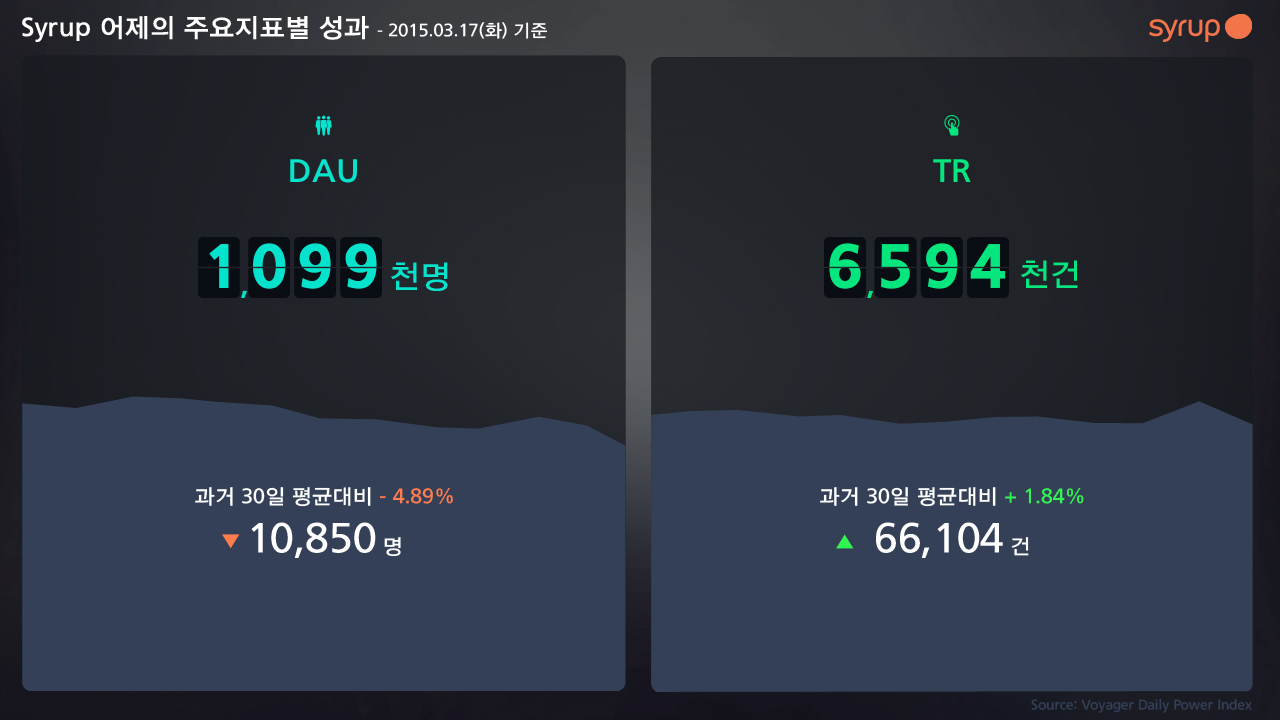 Syrup 어제의 주요지표별 성과 - 2015.03.17(화) 기준
syrup
DAU
1,099 천명
과거 30일 평균대비 - 4.89%
▼ 10,850 명
TR
6,594 천건
과거 30일 평균대비 + 1.84%
▲ 66,104 건
Source: Voyager Daily Power Index